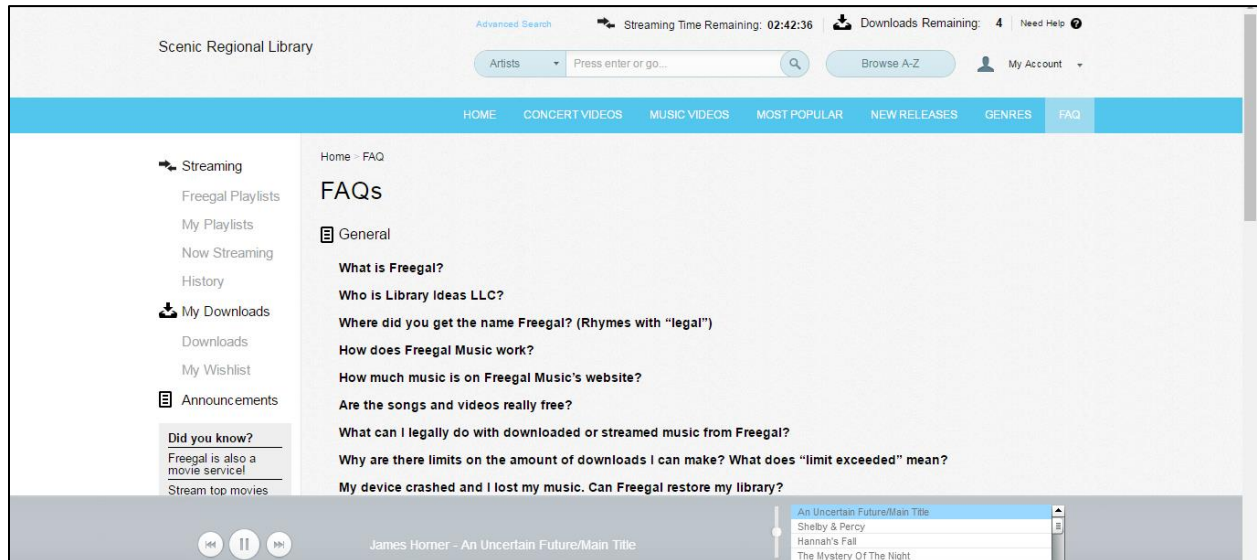 Advanced Search Streaming Time Remaining: 02:42:36 Downloads Remaining: 4 Need Help ?
Scenic Regional Library
Artists Press enter or go... Browse A-Z My Account
HOME CONCERT VIDEOS MUSIC VIDEOS MOST POPULAR NEW RELEASES GENRES FAQ
Streaming
Freegal Playlists
My Playlists
Now Streaming
History
My Downloads
Downloads
My Wishlist
Announcements
Did you know?
Freegal is also a
movie service!
Stream top movies
Home > FAQ
FAQs
General
What is Freegal?
Who is Library Ideas LLC?
Where did you get the name Freegal? (Rhymes with “legal”)
How does Freegal Music work?
How much music is on Freegal Music’s website?
Are the songs and videos really free?
What can I legally do with downloaded or streamed music from Freegal?
Why are there limits on the amount of downloads I can make? What does “limit exceeded” mean?
My device crashed and I lost my music. Can Freegal restore my library?
James Horner - An Uncertain Future/Main Title
An Uncertain Future/Main Title
Shelby & Percy
Hannah's Fall
The Mystery Of The Night